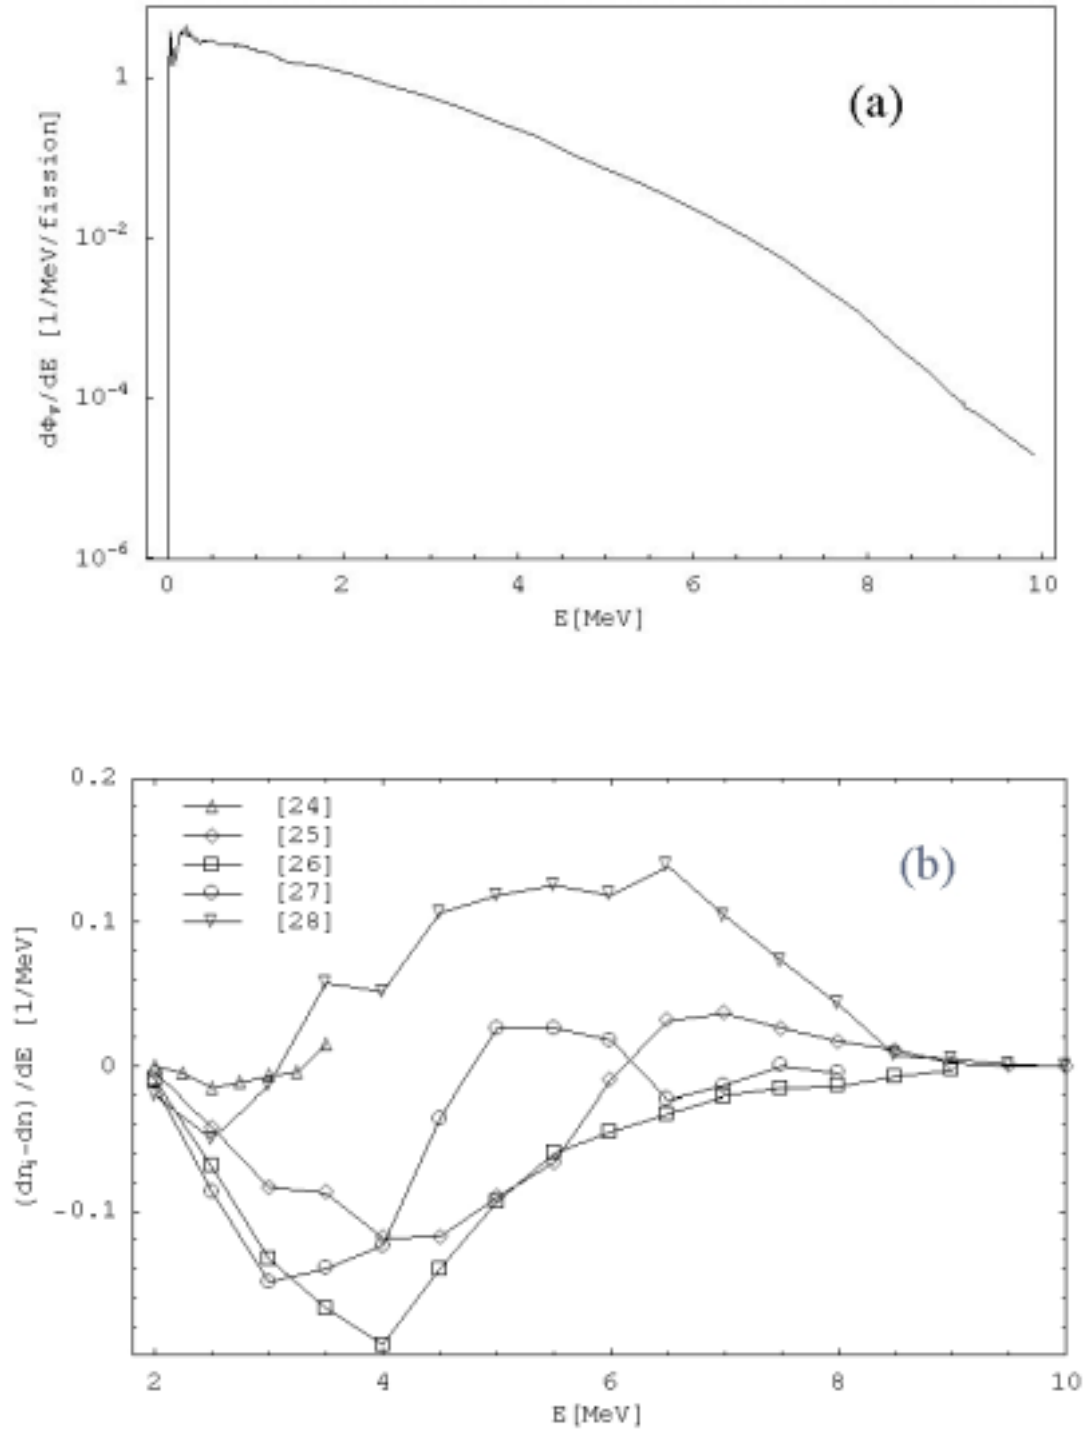 (a)
1
10⁻²
10⁻⁴
10⁻⁶
dΦᵥ/dE [1/MeV/fission]
0 2 4 6 8 10
E[MeV]
(b)
[24]
[25]
[26]
[27]
[28]
0.2
0.1
0
-0.1
(dnᵢ-dn)/dE [1/MeV]
2 4 6 8 10
E[MeV]